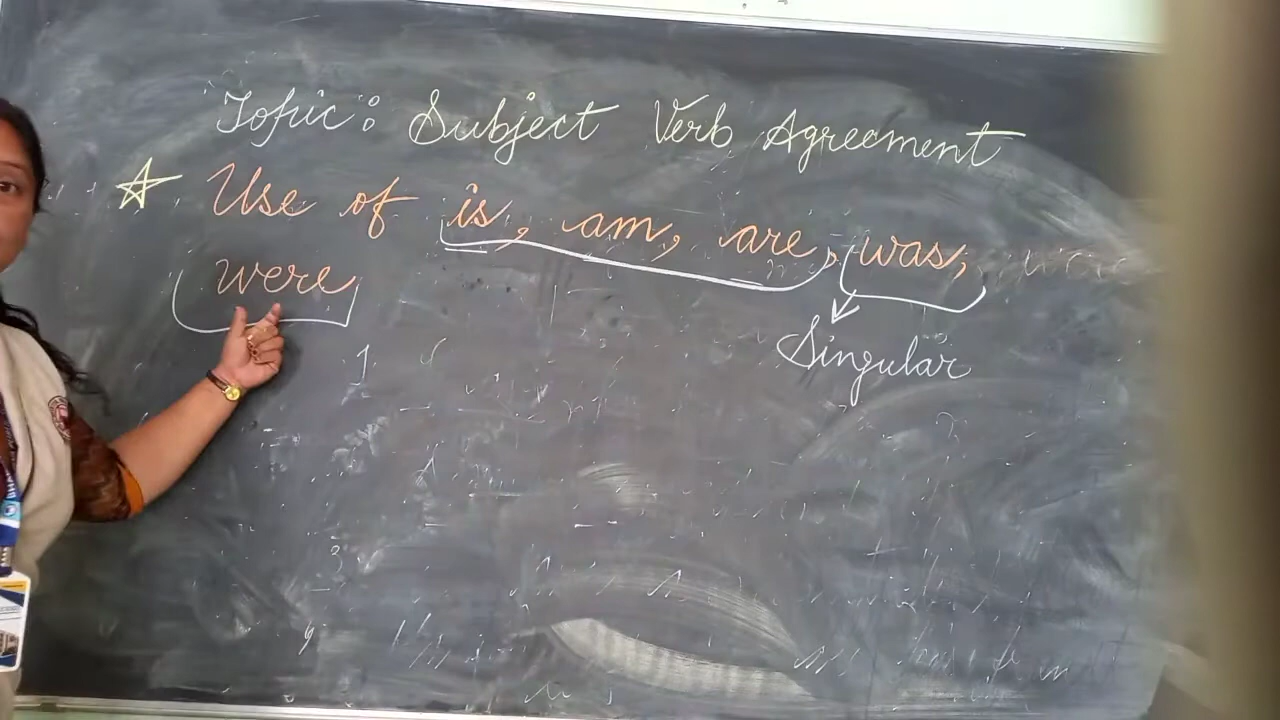 Topic: Subject Verb Agreement
☆ Use of is, am, are, was,
were
Singular